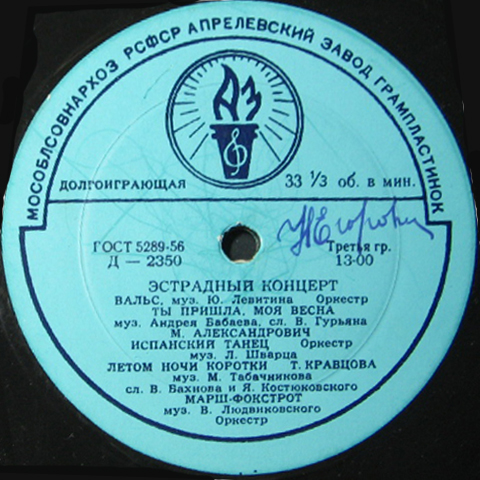 МОСОБЛСОВНАРХОЗ РСФСР АПРЕЛЕВСКИЙ ЗАВОД ГРАМПЛАСТИНОК
АЗ
ДОЛГОИГРАЮЩАЯ 33 ⅓ об. в мин.
ГОСТ 5289-56 Третья гр.
Д — 2350 13-00
ЭСТРАДНЫЙ КОНЦЕРТ
ВАЛЬС, муз. Ю. Левитина Оркестр
ТЫ ПРИШЛА, МОЯ ВЕСНА
муз. Андрея Бабаева, сл. В. Гурьяна
М. АЛЕКСАНДРОВИЧ
ИСПАНСКИЙ ТАНЕЦ Оркестр
муз. Л. Шварца
ЛЕТОМ НОЧИ КОРОТКИ Т. КРАВЦОВА
муз. М. Табачникова
сл. В. Бахнова и Я. Костюковского
МАРШ-ФОКСТРОТ
муз. В. Людвиковского
Оркестр